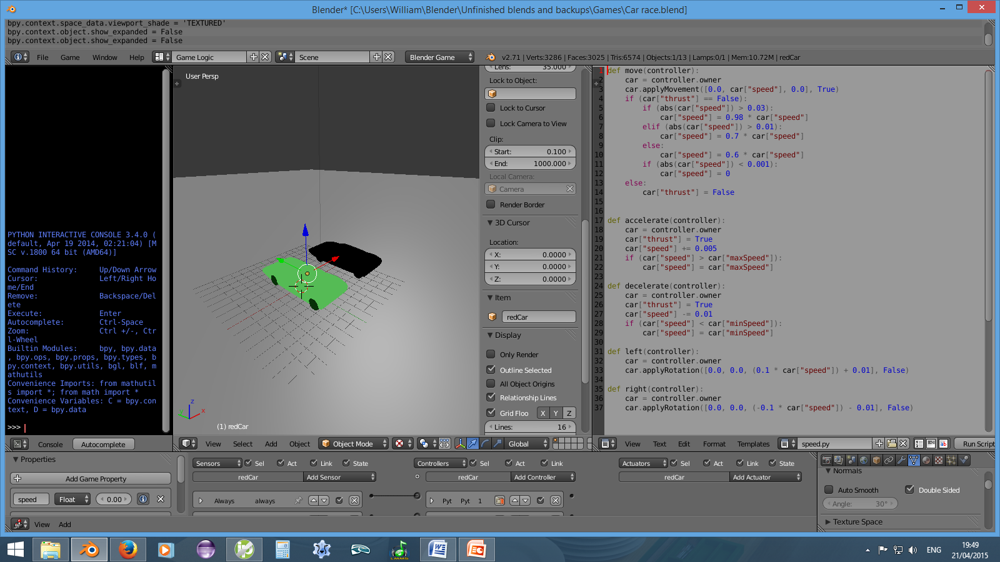 Blender* [C:\Users\William\Blender\Unfinished blends and backups\Games\Car race.blend]
bpy.context.space_data.viewport_shade = 'TEXTURED'
bpy.context.object.show_expanded = False
bpy.context.object.show_expanded = False
File Game Window Help Game Logic Scene Blender Game v2.71 | Verts:3286 | Faces:3025 | Tris:6574 | Objects:1/13 | Lamps:0/1 | Mem:10.72M | redCar
PYTHON INTERACTIVE CONSOLE 3.4.0 (
default, Apr 19 2014, 02:21:04) [M
SC v.1800 64 bit (AMD64)]
Command History: Up/Down Arrow
Cursor: Left/Right Ho
me/End
Remove: Backspace/Del
ete
Execute: Enter
Autocomplete: Ctrl-Space
Zoom: Ctrl +/-, Ctr
l-Wheel
Builtin Modules: bpy, bpy.data
, bpy.ops, bpy.props, bpy.types, b
py.context, bpy.utils, bgl, blf, m
athutils
Convenience Imports: from mathutil
s import *; from math import *
Convenience Variables: C = bpy.con
text, D = bpy.data
>>>
Console Autocomplete
User Persp
z
x
(1) redCar
View Select Add Object Object Mode Global
Lens: 35.000
Lock to Object:
Lock to Cursor
Lock Camera to View
Clip:
Start: 0.100
End: 1000.000
Local Camera:
Camera
Render Border
3D Cursor
Location:
X: 0.0000
Y: 0.0000
Z: 0.0000
Item
redCar
Display
Only Render
Outline Selected
All Object Origins
Relationship Lines
Grid Floo X Y Z
Lines: 16
1 def move(controller):
2 car = controller.owner
3 car.applyMovement([0.0, car["speed"], 0.0], True)
4 if (car["thrust"] == False):
5 if (abs(car["speed"]) > 0.03):
6 car["speed"] = 0.98 * car["speed"]
7 elif (abs(car["speed"]) > 0.01):
8 car["speed"] = 0.7 * car["speed"]
9 else:
10 car["speed"] = 0.6 * car["speed"]
11 if (abs(car["speed"]) < 0.001):
12 car["speed"] = 0
13 else:
14 car["thrust"] = False
15
16
17 def accelerate(controller):
18 car = controller.owner
19 car["thrust"] = True
20 car["speed"] += 0.005
21 if (car["speed"] > car["maxSpeed"]):
22 car["speed"] = car["maxSpeed"]
23
24 def decelerate(controller):
25 car = controller.owner
26 car["thrust"] = True
27 car["speed"] -= 0.01
28 if (car["speed"] < car["minSpeed"]):
29 car["speed"] = car["minSpeed"]
30
31 def left(controller):
32 car = controller.owner
33 car.applyRotation([0.0, 0.0, (0.1 * car["speed"]) + 0.01], False)
34
35 def right(controller):
36 car = controller.owner
37 car.applyRotation([0.0, 0.0, (-0.1 * car["speed"]) - 0.01], False)
View Text Edit Format Templates speed.py Run Script
Properties
Add Game Property
speed Float 0.00
View Add
Sensors Sel Act Link State
redCar Add Sensor
Always always
Controllers Sel Act Link
redCar Add Controller
Pyt Pyt 1
Actuators Sel Act Link State
redCar Add Actuator
Normals
Auto Smooth Double Sided
Angle: 30°
Texture Space
LMMS
ENG
19:49
21/04/2015